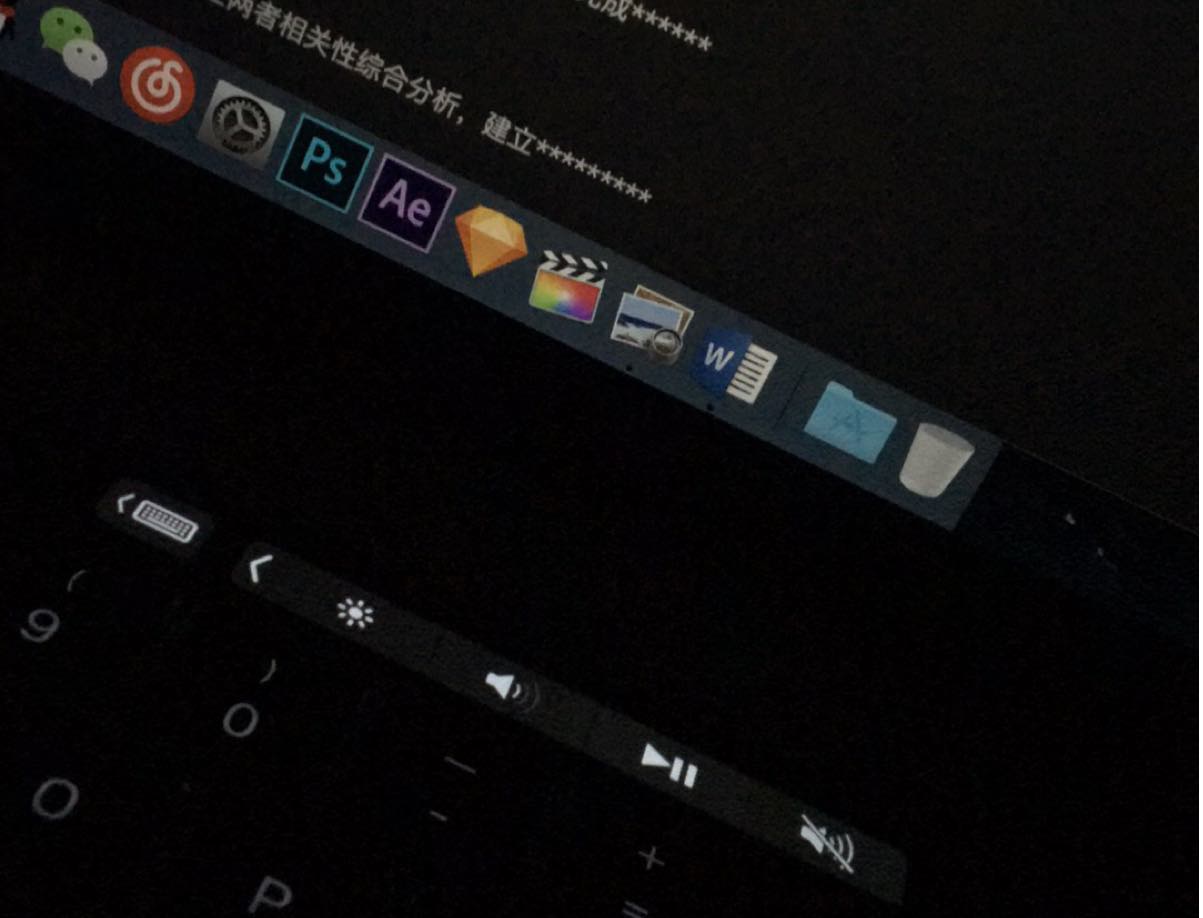 成******
两者相关性综合分析，建立*********
Ps
Ae
W
(
9
)
0
—
-
+
=
O
P